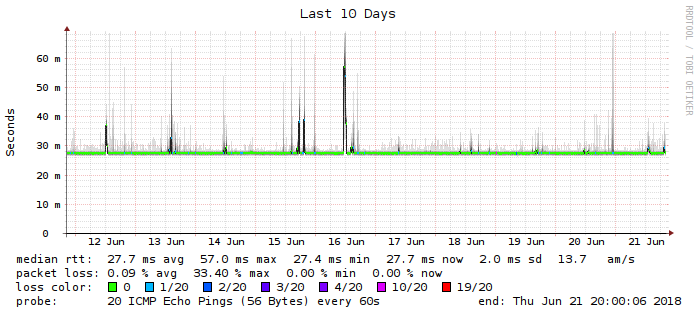 Last 10 Days
RRDTOOL / TOBI OETIKER
Seconds
60 m
50 m
40 m
30 m
20 m
10 m
0
12 Jun 13 Jun 14 Jun 15 Jun 16 Jun 17 Jun 18 Jun 19 Jun 20 Jun 21 Jun
median rtt: 27.7 ms avg 57.0 ms max 27.4 ms min 27.7 ms now 2.0 ms sd 13.7 am/s
packet loss: 0.09 % avg 33.40 % max 0.00 % min 0.00 % now
loss color: 0 1/20 2/20 3/20 4/20 10/20 19/20
probe: 20 ICMP Echo Pings (56 Bytes) every 60s end: Thu Jun 21 20:00:06 2018